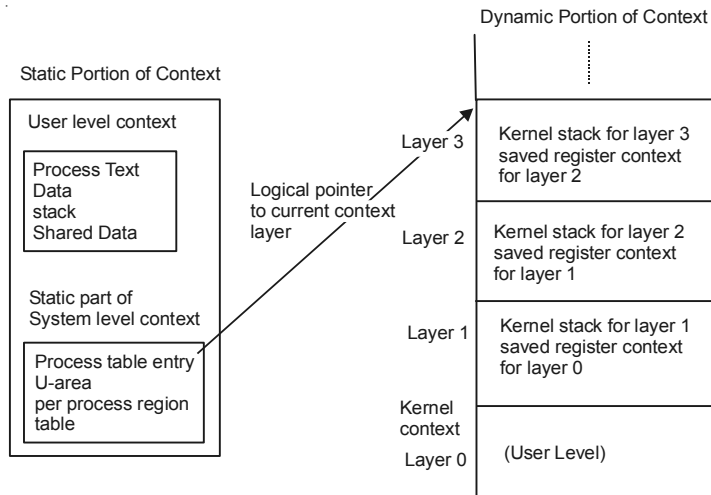 Dynamic Portion of Context
Static Portion of Context
User level context
Process Text
Data
stack
Shared Data
Static part of
System level context
Process table entry
U-area
per process region
table
Logical pointer
to current context
layer
Layer 3
Kernel stack for layer 3
saved register context
for layer 2
Layer 2
Kernel stack for layer 2
saved register context
for layer 1
Layer 1
Kernel stack for layer 1
saved register context
for layer 0
Kernel
context
Layer 0
(User Level)